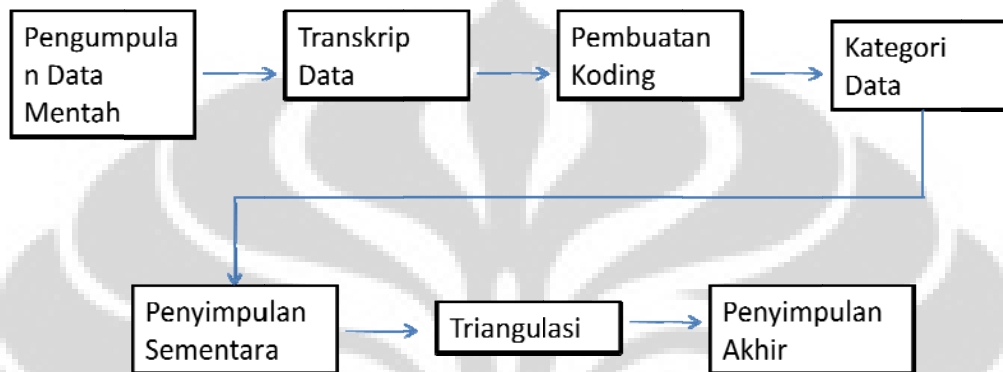 Pengumpula
n Data
Mentah
Transkrip
Data
Pembuatan
Koding
Kategori
Data
Penyimpulan
Sementara
Triangulasi
Penyimpulan
Akhir